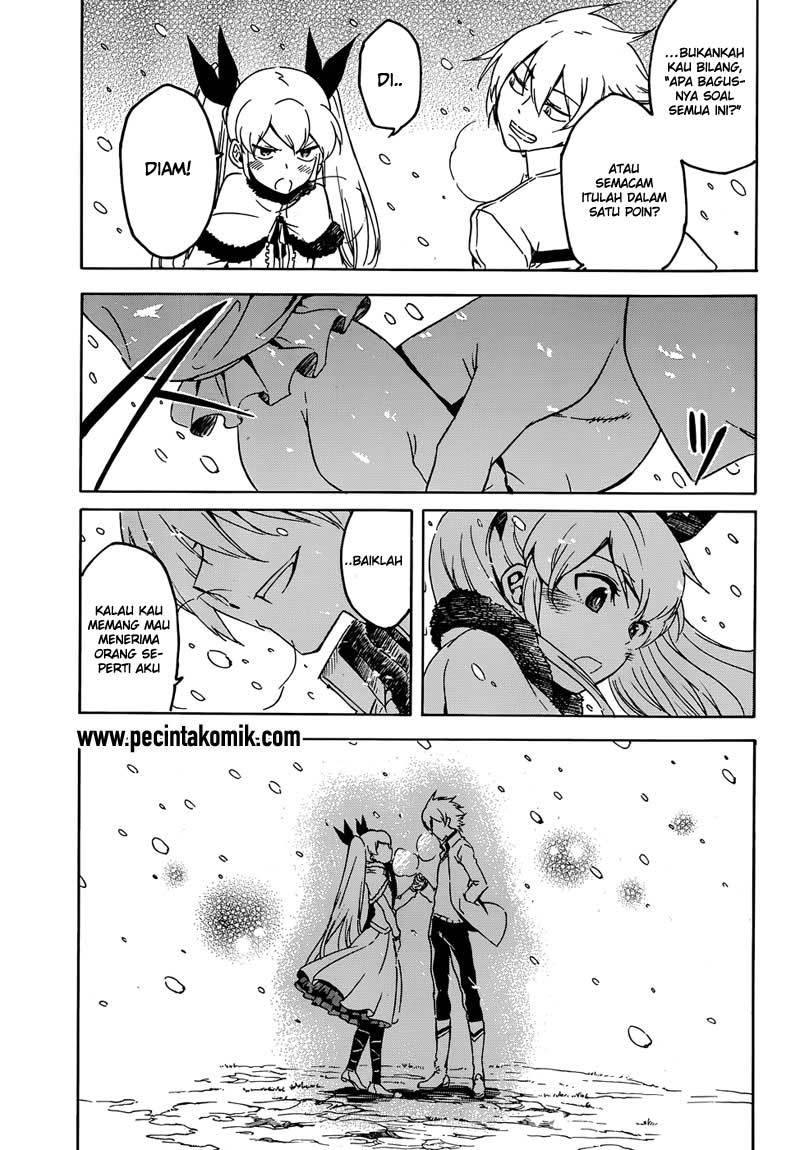 ...BUKANKAH
KAU BILANG,
"APA BAGUS-
NYA SOAL
SEMUA INI?"
ATAU
SEMACAM
ITULAH DALAM
SATU POIN?
DI..
DIAM!
..BAIKLAH
KALAU KAU
MEMANG MAU
MENERIMA
ORANG SE-
PERTI AKU
www.pecintakomik.com